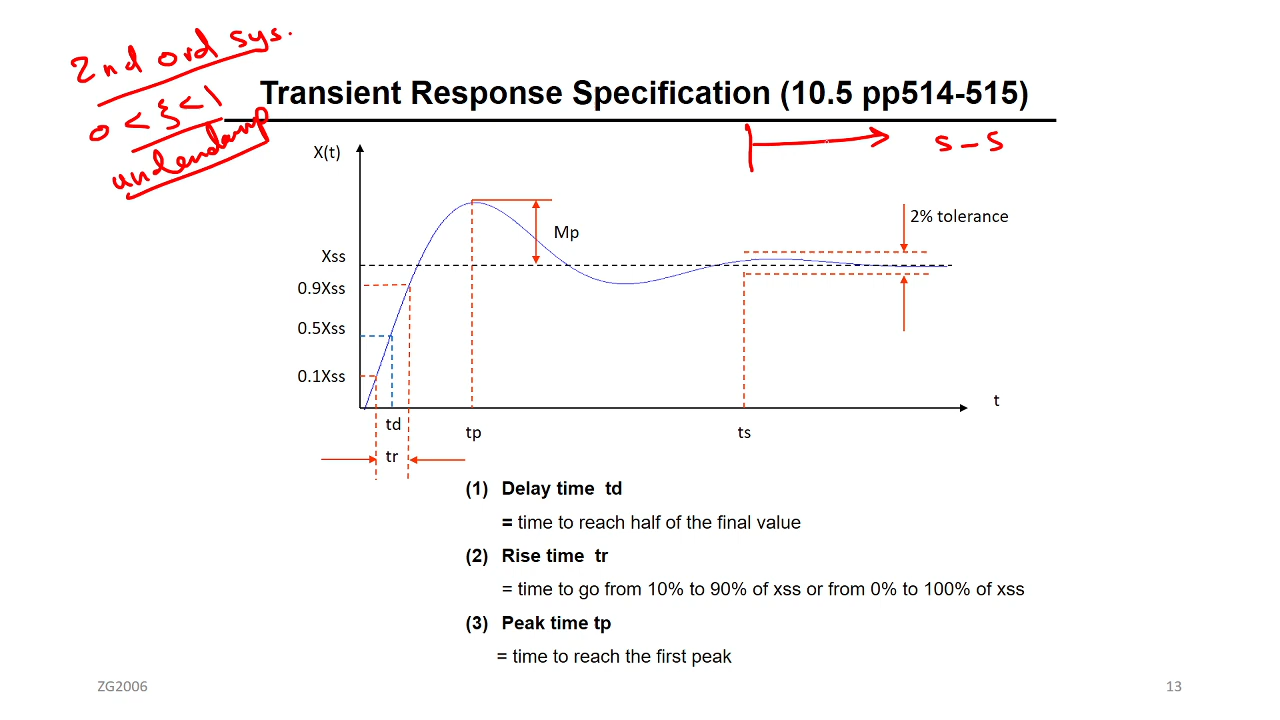 2nd ord sys.
0 < ξ < 1
underdamp
Transient Response Specification (10.5 pp514-515)
s-s
X(t)
2% tolerance
Mp
Xss
0.9Xss
0.5Xss
0.1Xss
t
td
tp
ts
tr
(1) Delay time td
= time to reach half of the final value
(2) Rise time tr
= time to go from 10% to 90% of xss or from 0% to 100% of xss
(3) Peak time tp
= time to reach the first peak
ZG2006
13